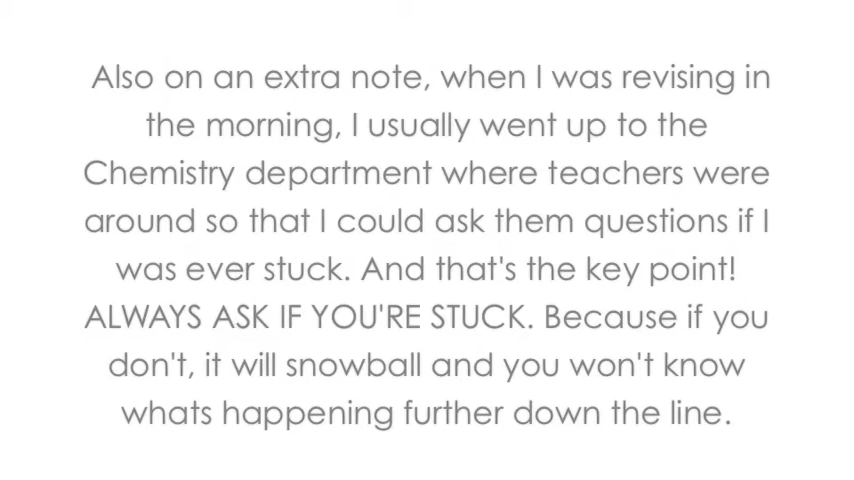 Also on an extra note, when I was revising in
the morning, I usually went up to the
Chemistry department where teachers were
around so that I could ask them questions if I
was ever stuck. And that's the key point!
ALWAYS ASK IF YOU'RE STUCK. Because if you
don't, it will snowball and you won't know
whats happening further down the line.